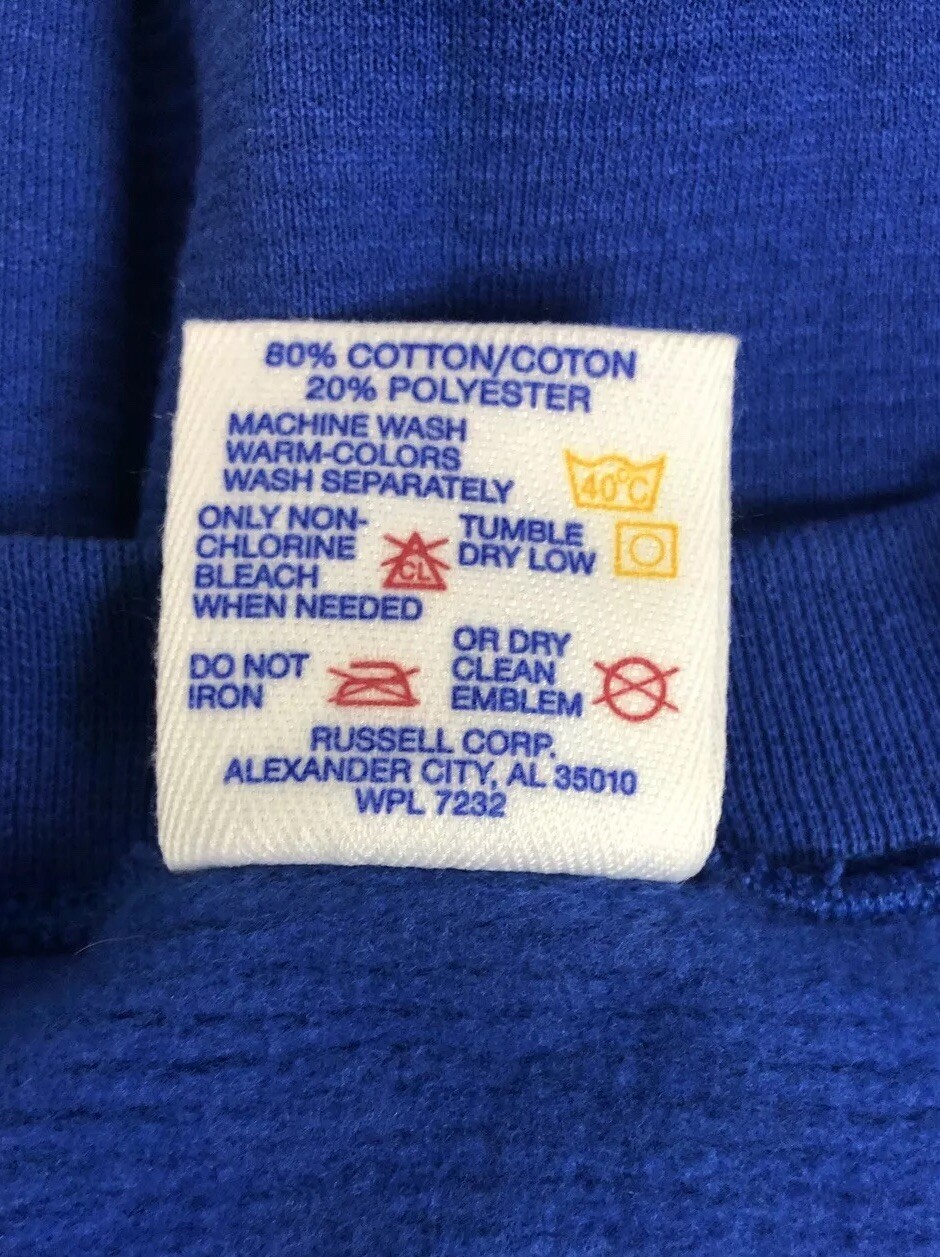 80% COTTON/COTON
20% POLYESTER
MACHINE WASH
WARM-COLORS
WASH SEPARATELY
40°C
ONLY NON-
CHLORINE
BLEACH
WHEN NEEDED
CL
TUMBLE
DRY LOW
DO NOT
IRON
OR DRY
CLEAN
EMBLEM
RUSSELL CORP.
ALEXANDER CITY, AL 35010
WPL 7232